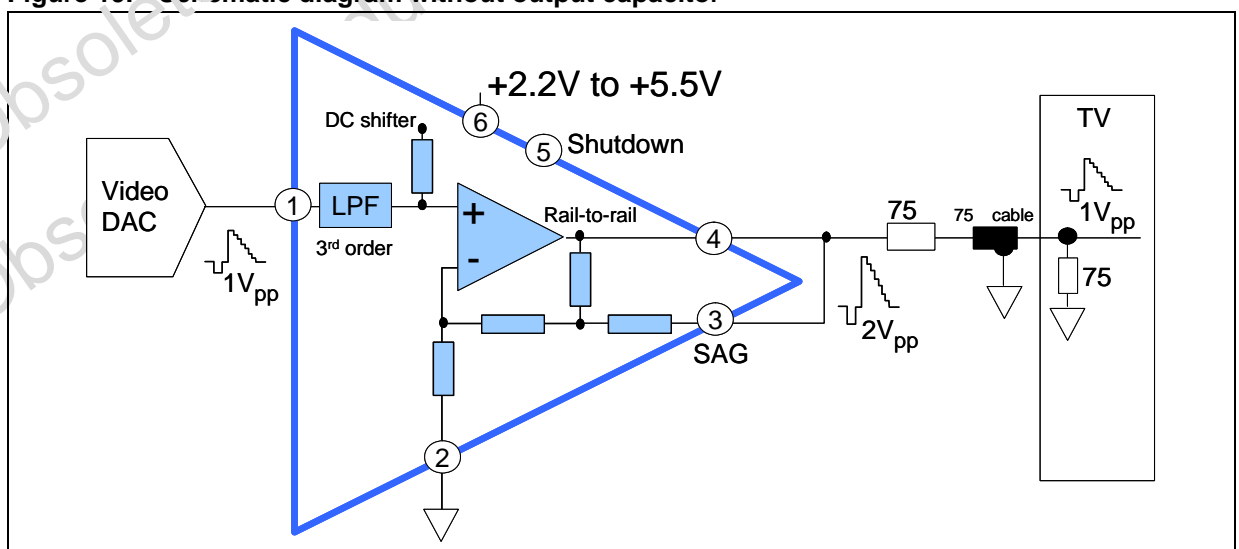 +2.2V to +5.5V
DC shifter
6
5 Shutdown
TV
Video
DAC
1
LPF
3rd order
+
-
Rail-to-rail
4
75
75 cable
1Vpp
1Vpp
75
3
SAG
2Vpp
2